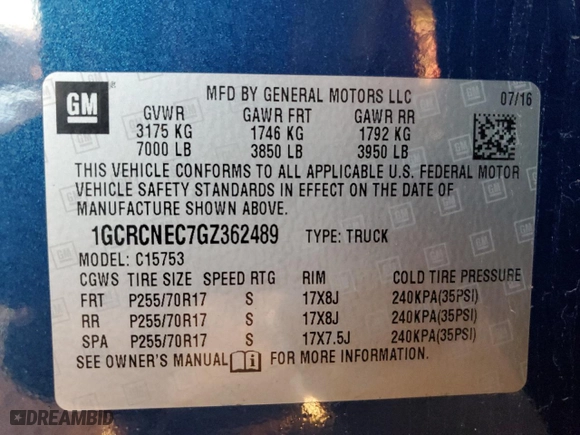 GM
MFD BY GENERAL MOTORS LLC 07/16
GVWR GAWR FRT GAWR RR
3175 KG 1746 KG 1792 KG
7000 LB 3850 LB 3950 LB
THIS VEHICLE CONFORMS TO ALL APPLICABLE U.S. FEDERAL MOTOR
VEHICLE SAFETY STANDARDS IN EFFECT ON THE DATE OF
MANUFACTURE SHOWN ABOVE.
1GCRCNEC7GZ362489 TYPE: TRUCK
MODEL: C15753
CGWS TIRE SIZE SPEED RTG RIM COLD TIRE PRESSURE
FRT P255/70R17 S 17X8J 240KPA(35PSI)
RR P255/70R17 S 17X8J 240KPA(35PSI)
SPA P255/70R17 S 17X7.5J 240KPA(35PSI)
SEE OWNER'S MANUAL FOR MORE INFORMATION.
DREAMBID